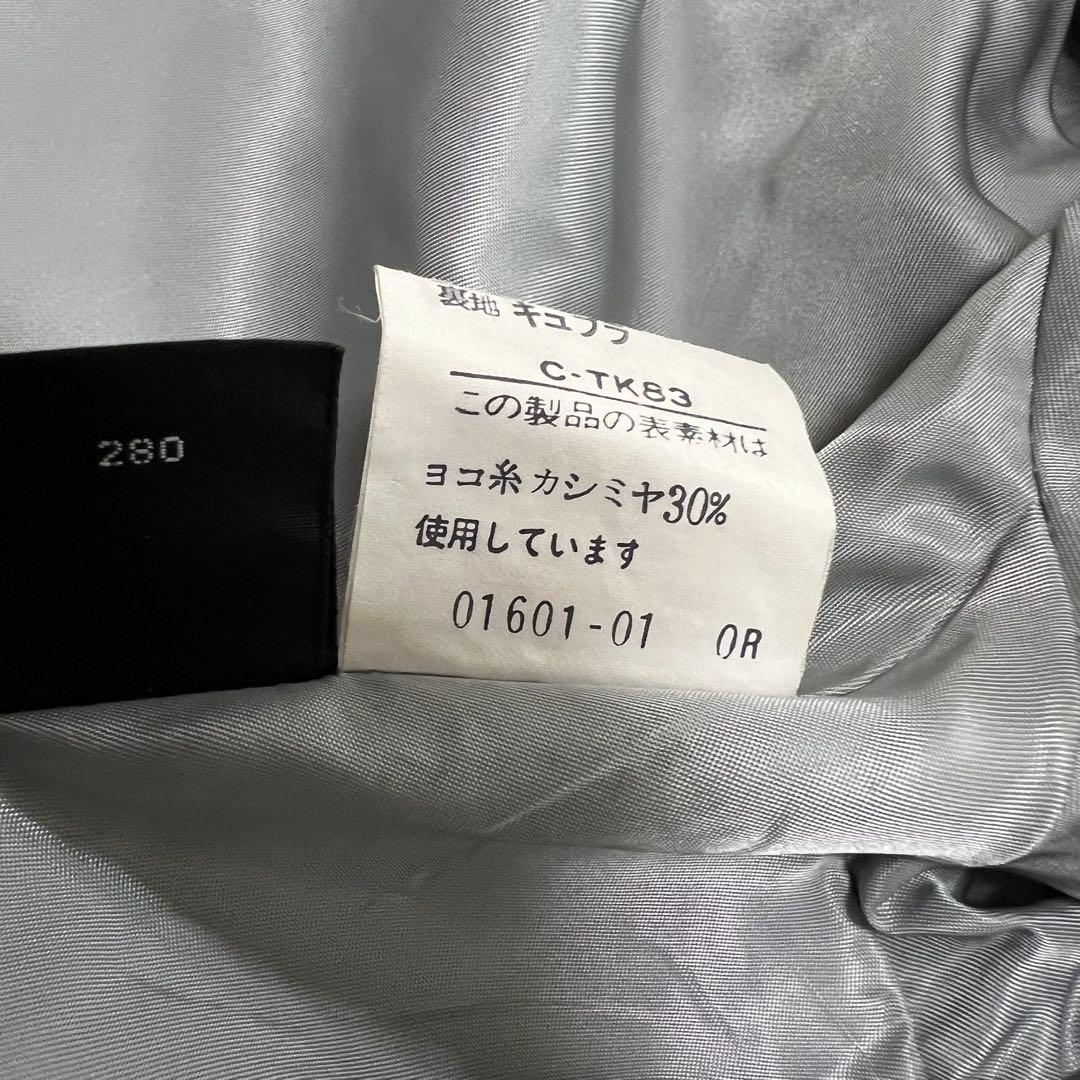 裏地 キュプラ
C-TK83
この製品の表素材は
ヨコ糸カシミヤ30%
使用しています
01601-01 OR
280